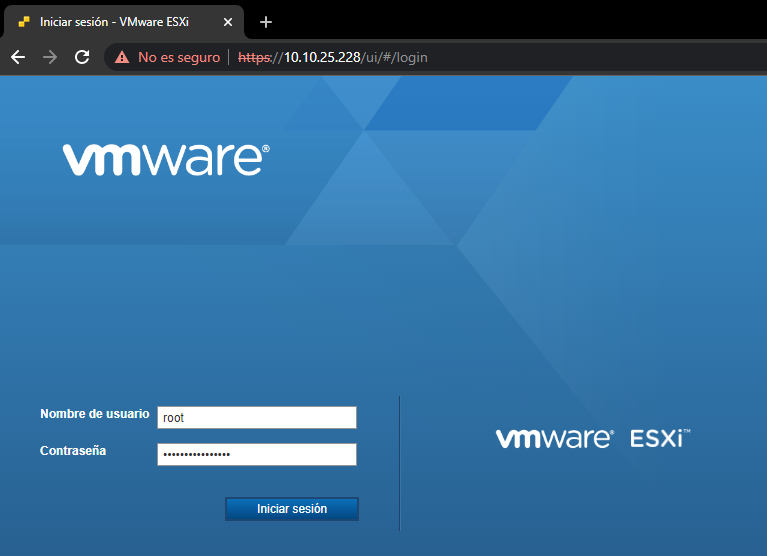 Iniciar sesión - VMware ESXi
No es seguro https://10.10.25.228/ui/#/login
vmware®
Nombre de usuario root
Contraseña ••••••••••••••••
vmware® ESXi™
Iniciar sesión